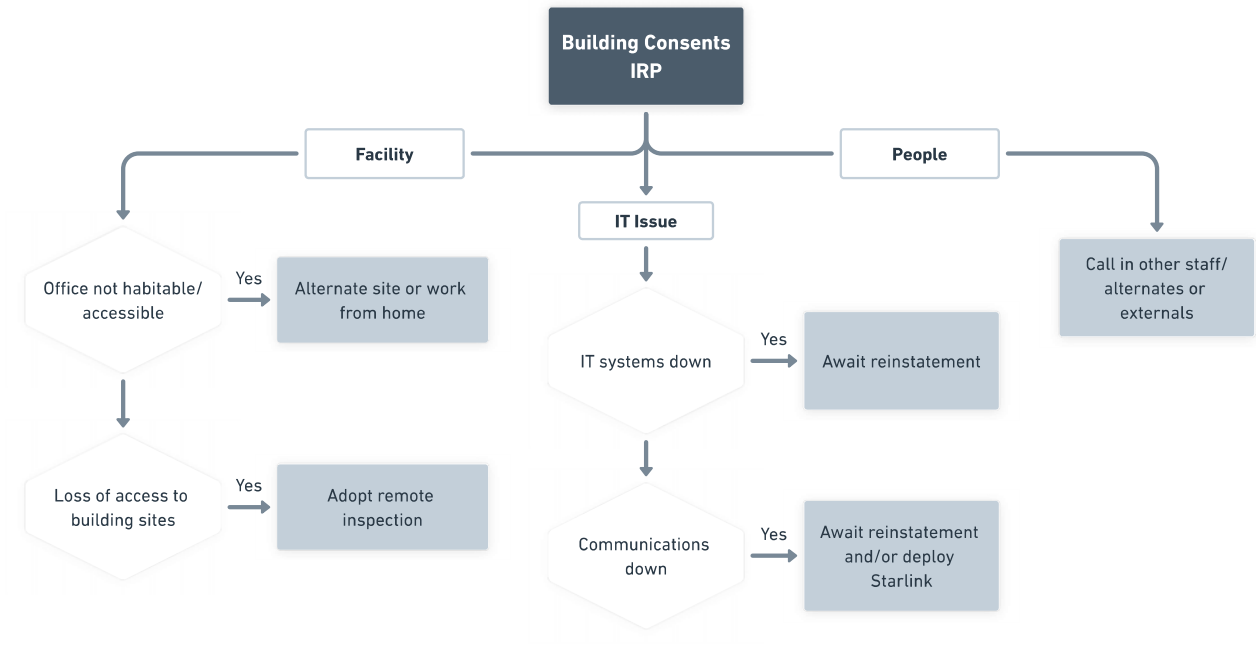 Building Consents
IRP
Facility
People
IT Issue
Office not habitable/
accessible
Yes
Alternate site or work
from home
Loss of access to
building sites
Yes
Adopt remote
inspection
IT systems down
Yes
Await reinstatement
Communications
down
Yes
Await reinstatement
and/or deploy
Starlink
Call in other staff/
alternates or
externals